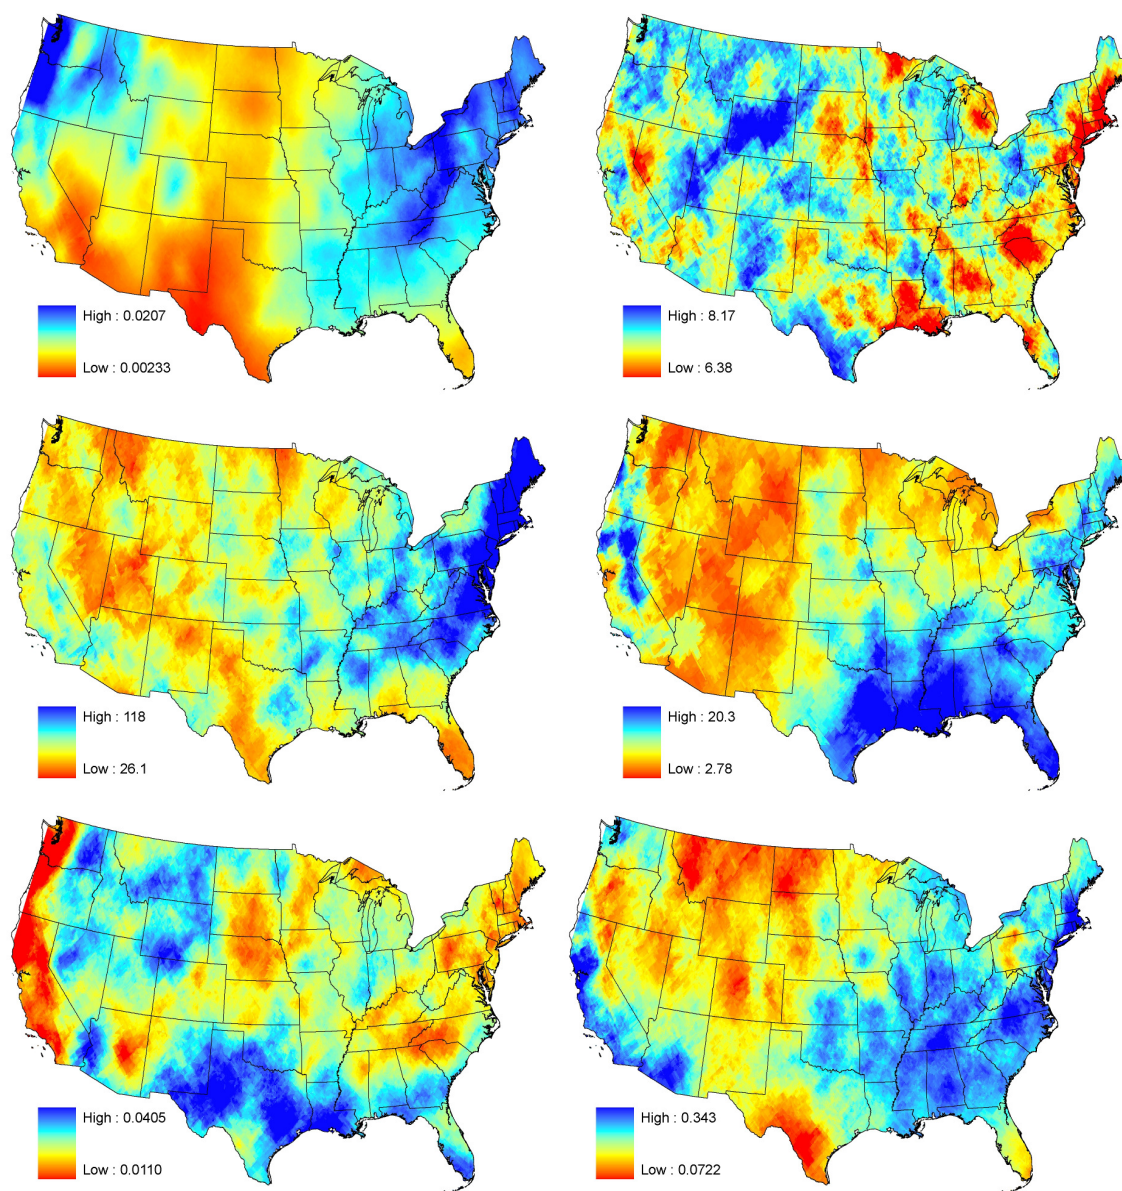 High : 0.0207
Low : 0.00233
High : 8.17
Low : 6.38
High : 118
Low : 26.1
High : 20.3
Low : 2.78
High : 0.0405
Low : 0.0110
High : 0.343
Low : 0.0722